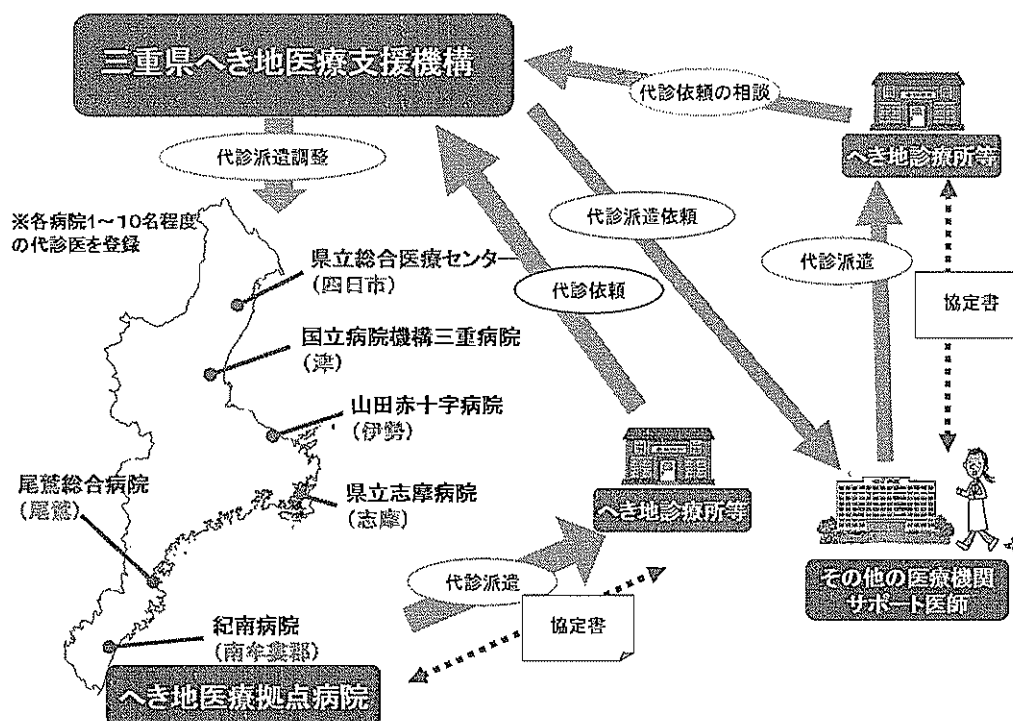 三重県へき地医療支援機構
代診依頼の相談
へき地診療所等
代診派遣調整
※各病院1～10名程度
の代診医を登録
代診派遣依頼
代診派遣
代診依頼
協定書
県立総合医療センター
(四日市)
国立病院機構三重病院
(津)
山田赤十字病院
(伊勢)
尾鷲総合病院
(尾鷲)
県立志摩病院
(志摩)
へき地診療所等
その他の医療機関
サポート医師
代診派遣
協定書
紀南病院
(南牟婁郡)
へき地医療拠点病院